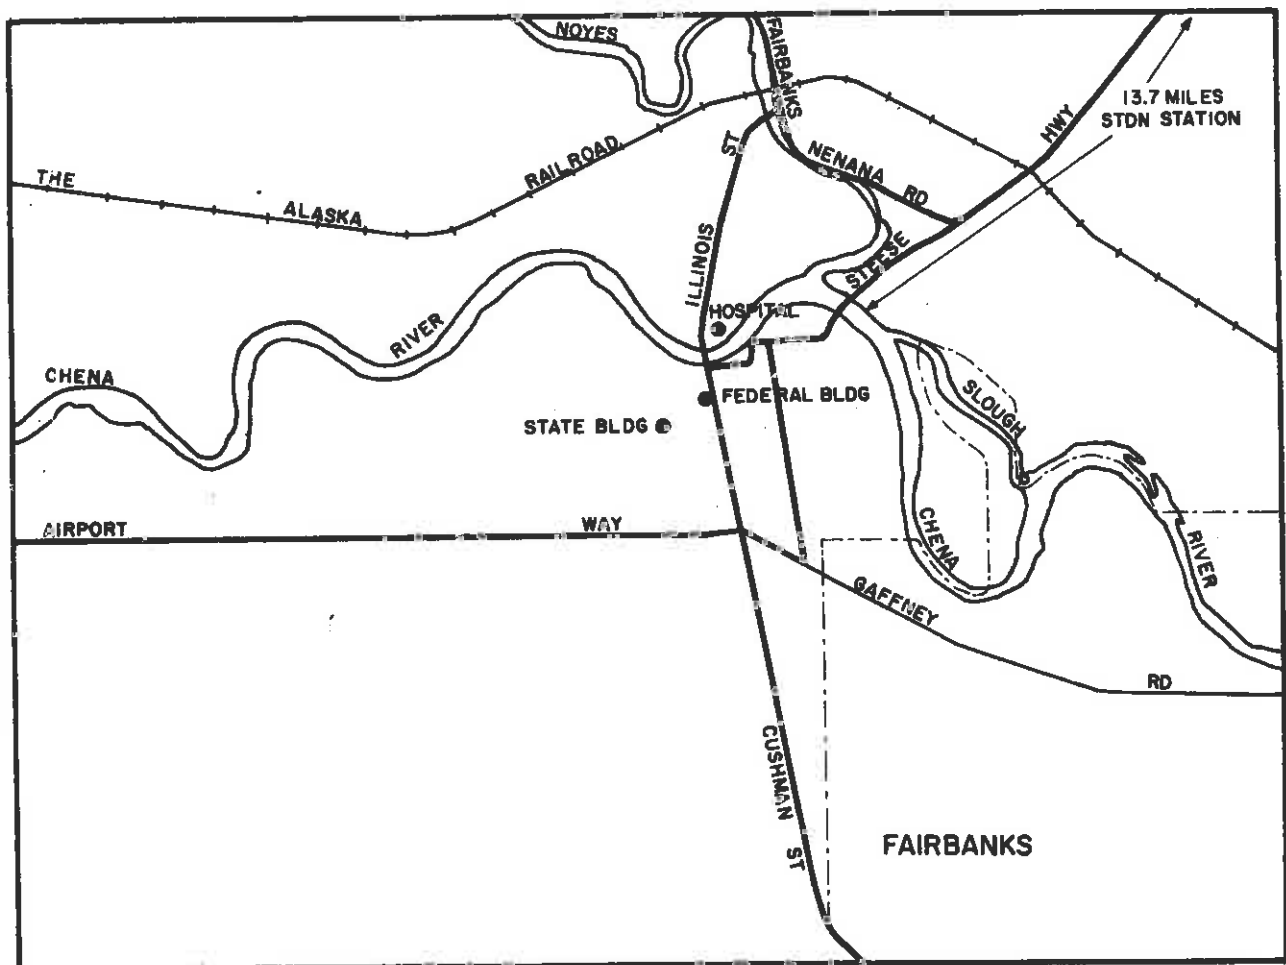 NOYES
FAIRBANKS
13.7 MILES
STDN STATION
HWY
ST
NENANA RD
THE ALASKA RAILROAD
ILLINOIS
STEESE
HOSPITAL
RIVER
CHENA
FEDERAL BLDG
STATE BLDG
SLOUGH
AIRPORT WAY
CHENA
RIVER
GAFFNEY
RD
CUSHMAN ST
FAIRBANKS